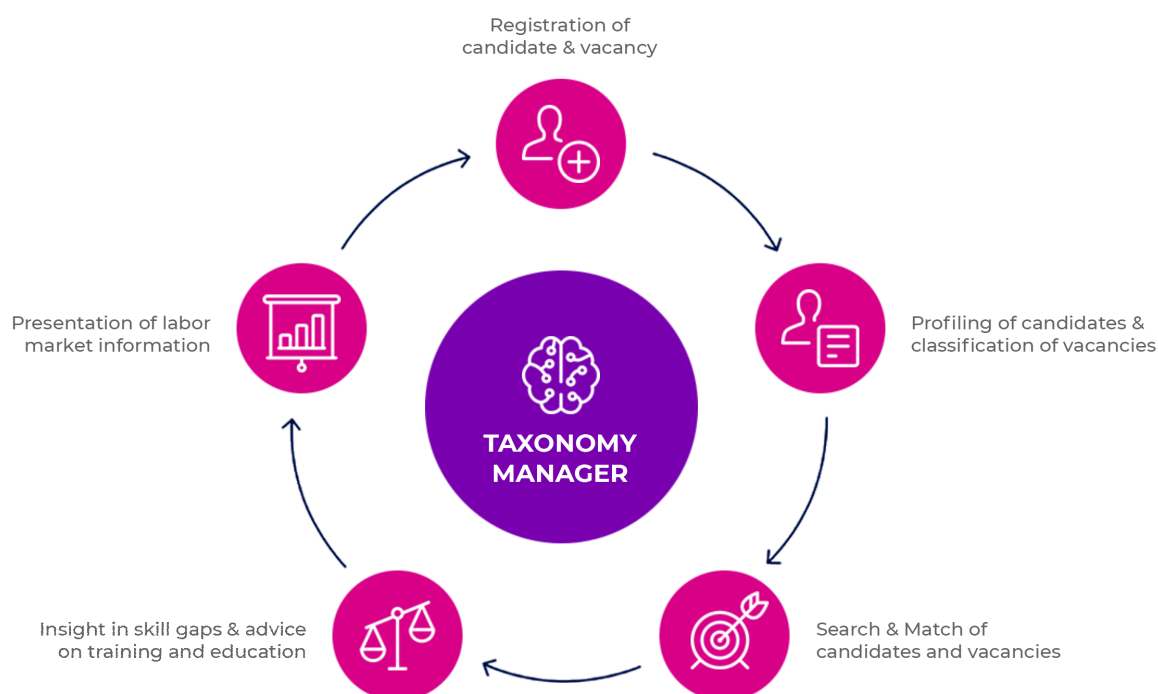 Registration of
candidate & vacancy
Profiling of candidates &
classification of vacancies
Search & Match of
candidates and vacancies
Insight in skill gaps & advice
on training and education
Presentation of labor
market information
TAXONOMY
MANAGER